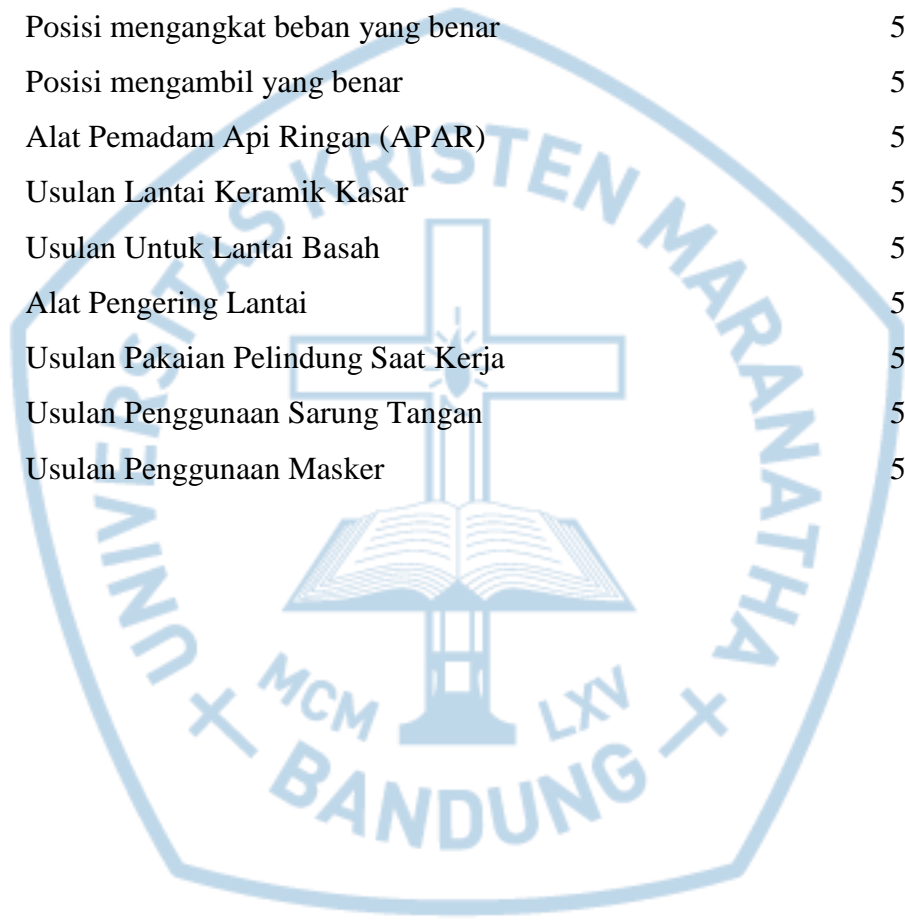 Posisi mengangkat beban yang benar 5
Posisi mengambil yang benar 5
Alat Pemadam Api Ringan (APAR) 5
Usulan Lantai Keramik Kasar 5
Usulan Untuk Lantai Basah 5
Alat Pengering Lantai 5
Usulan Pakaian Pelindung Saat Kerja 5
Usulan Penggunaan Sarung Tangan 5
Usulan Penggunaan Masker 5
UNIVERSITAS KRISTEN MARANATHA
MCM LXV
BANDUNG